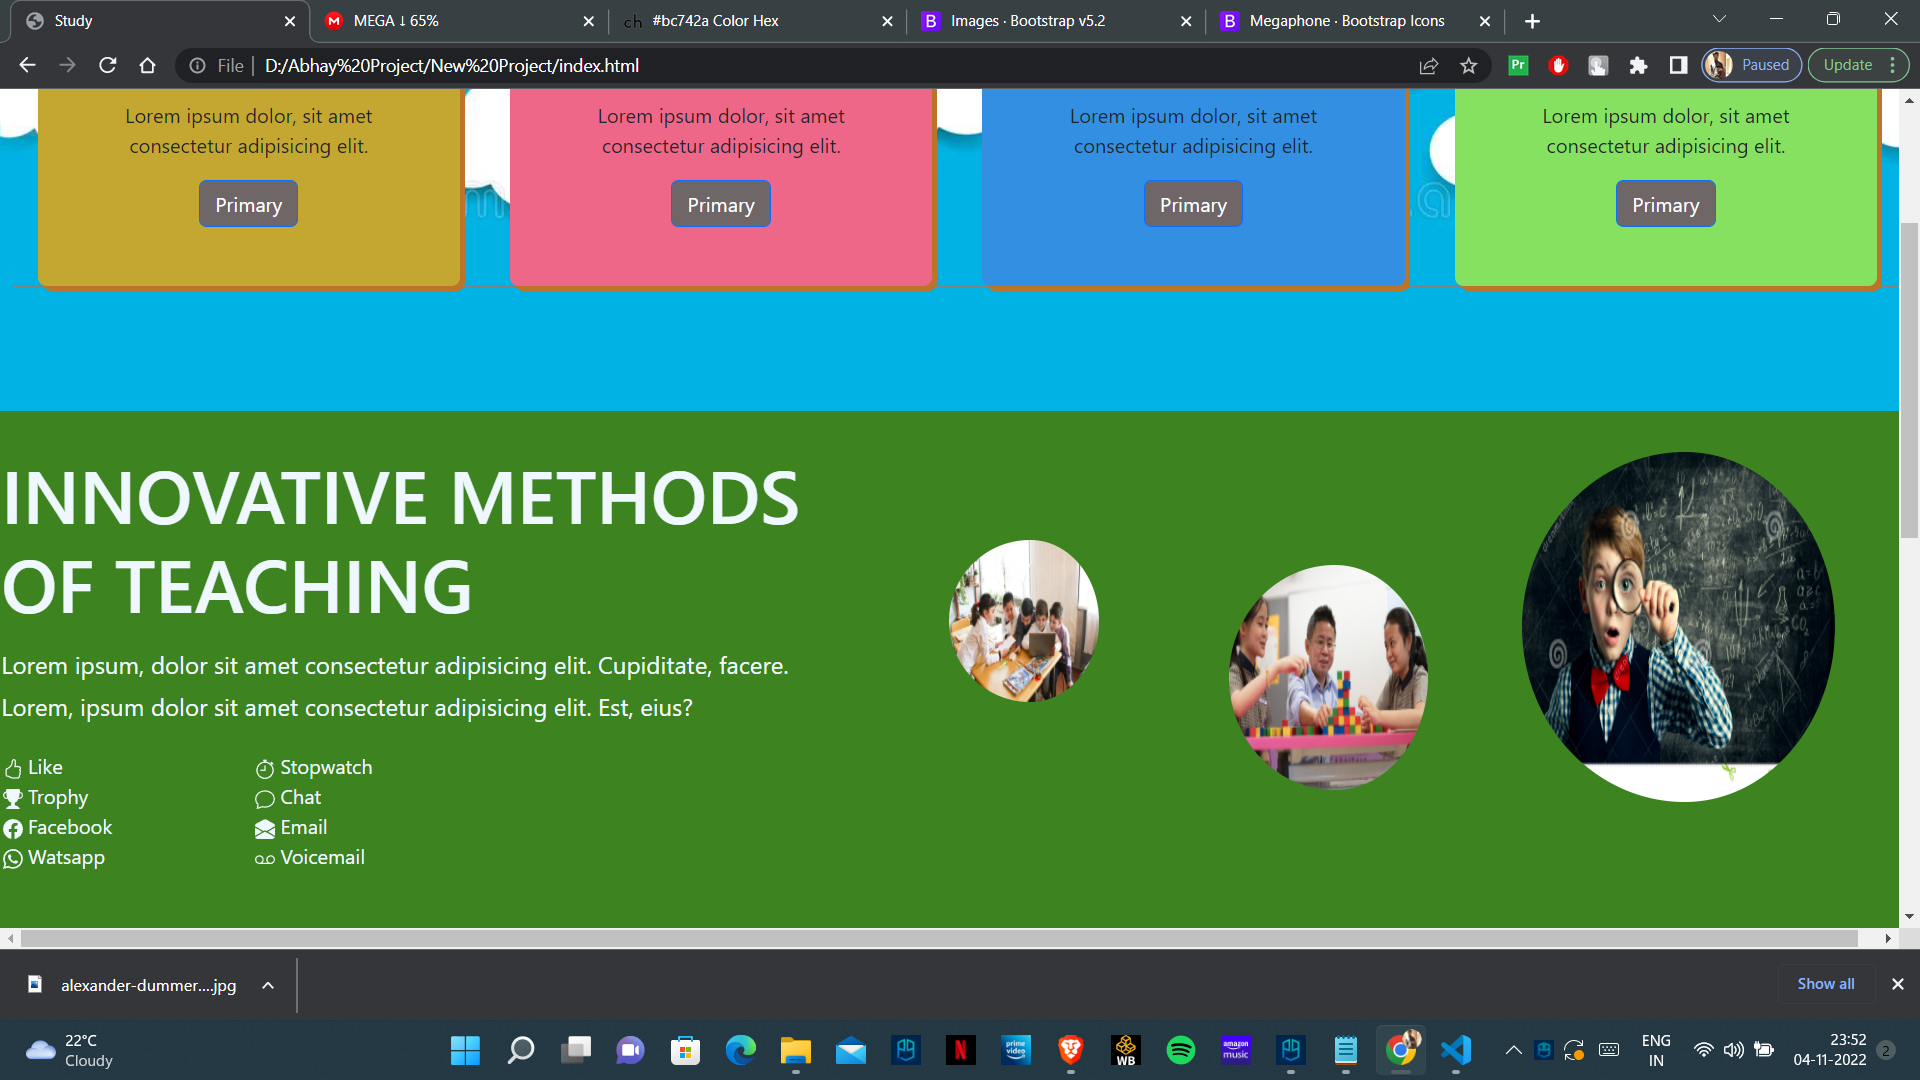 Study
MEGA ↓ 65%
ch #bc742a Color Hex
B Images · Bootstrap v5.2
B Megaphone · Bootstrap Icons
File D:/Abhay%20Project/New%20Project/index.html
Pr
Paused
Update
Lorem ipsum dolor, sit amet
consectetur adipisicing elit.
Primary
Lorem ipsum dolor, sit amet
consectetur adipisicing elit.
Primary
Lorem ipsum dolor, sit amet
consectetur adipisicing elit.
Primary
Lorem ipsum dolor, sit amet
consectetur adipisicing elit.
Primary
INNOVATIVE METHODS
OF TEACHING
Lorem ipsum, dolor sit amet consectetur adipisicing elit. Cupiditate, facere.
Lorem, ipsum dolor sit amet consectetur adipisicing elit. Est, eius?
Like
Trophy
Facebook
Watsapp
Stopwatch
Chat
Email
Voicemail
alexander-dummer....jpg
Show all
22°C
Cloudy
N
prime video
WB
amazon music
ENG
IN
23:52
04-11-2022
2